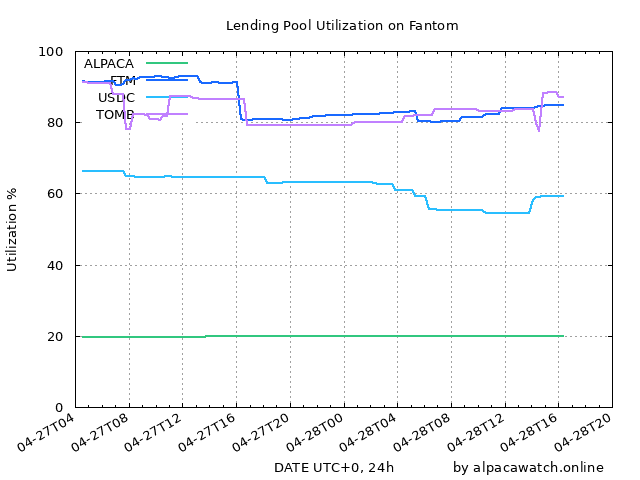 Lending Pool Utilization on Fantom
100
80
60
40
20
0
Utilization %
ALPACA
FTM
USDC
TOMB
04-27T04
04-27T08
04-27T12
04-27T16
04-27T20
04-28T00
04-28T04
04-28T08
04-28T12
04-28T16
04-28T20
DATE UTC+0, 24h
by alpacawatch.online